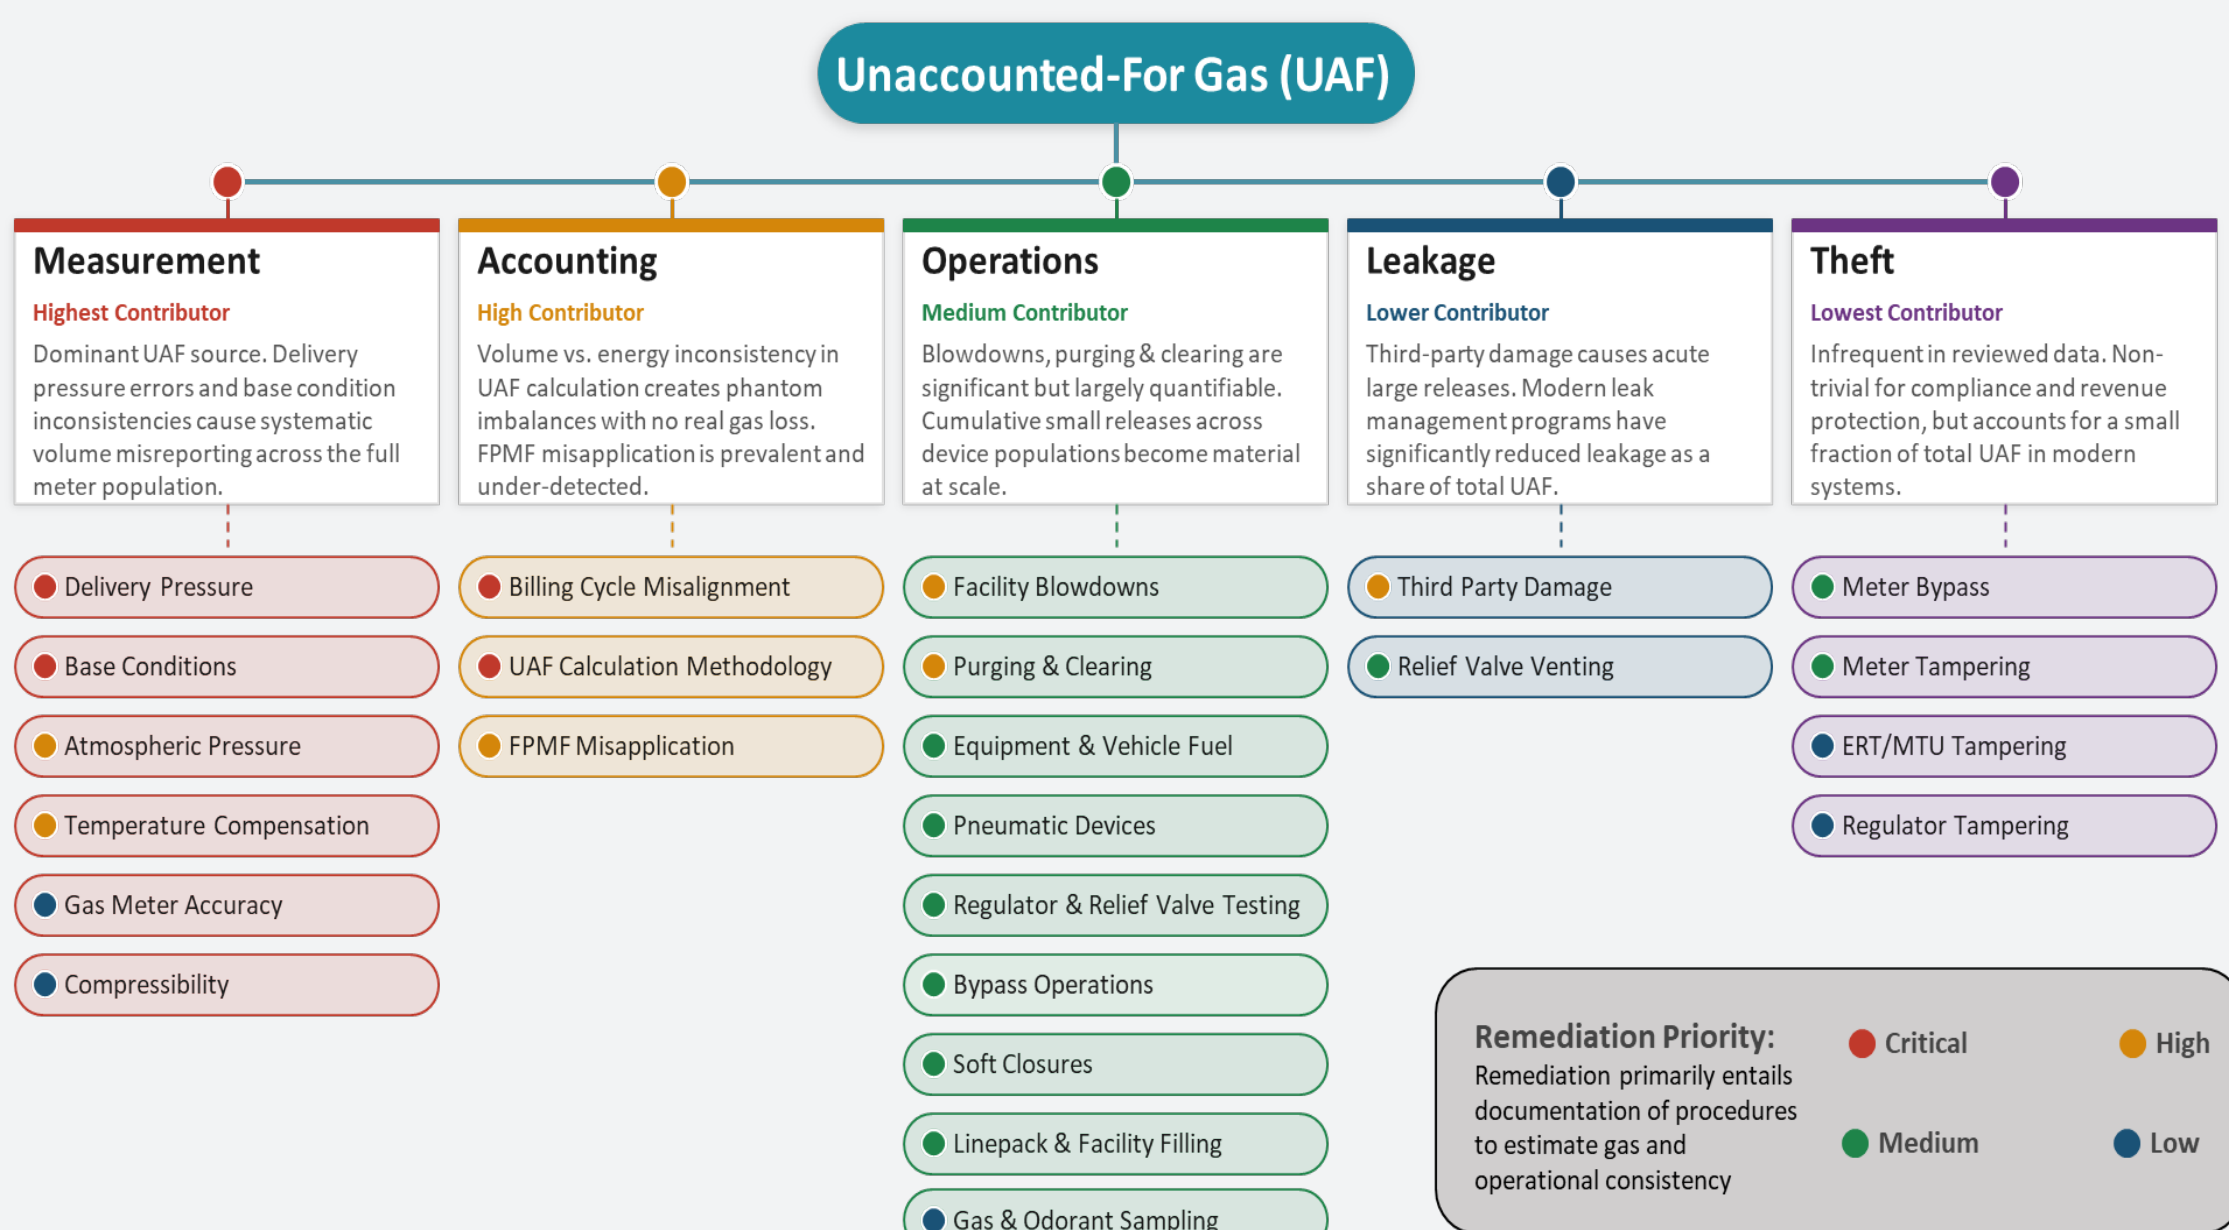 Unaccounted-For Gas (UAF)
Measurement
Highest Contributor
Dominant UAF source. Delivery
pressure errors and base condition
inconsistencies cause systematic
volume misreporting across the full
meter population.
Delivery Pressure
Base Conditions
Atmospheric Pressure
Temperature Compensation
Gas Meter Accuracy
Compressibility
Accounting
High Contributor
Volume vs. energy inconsistency in
UAF calculation creates phantom
imbalances with no real gas loss.
FPMF misapplication is prevalent and
under-detected.
Billing Cycle Misalignment
UAF Calculation Methodology
FPMF Misapplication
Operations
Medium Contributor
Blowdowns, purging & clearing are
significant but largely quantifiable.
Cumulative small releases across
device populations become material
at scale.
Facility Blowdowns
Purging & Clearing
Equipment & Vehicle Fuel
Pneumatic Devices
Regulator & Relief Valve Testing
Bypass Operations
Soft Closures
Linepack & Facility Filling
Gas & Odorant Sampling
Leakage
Lower Contributor
Third-party damage causes acute
large releases. Modern leak
management programs have
significantly reduced leakage as a
share of total UAF.
Third Party Damage
Relief Valve Venting
Theft
Lowest Contributor
Infrequent in reviewed data. Non-
trivial for compliance and revenue
protection, but accounts for a small
fraction of total UAF in modern
systems.
Meter Bypass
Meter Tampering
ERT/MTU Tampering
Regulator Tampering
Remediation Priority:
Remediation primarily entails
documentation of procedures
to estimate gas and
operational consistency
Critical
High
Medium
Low